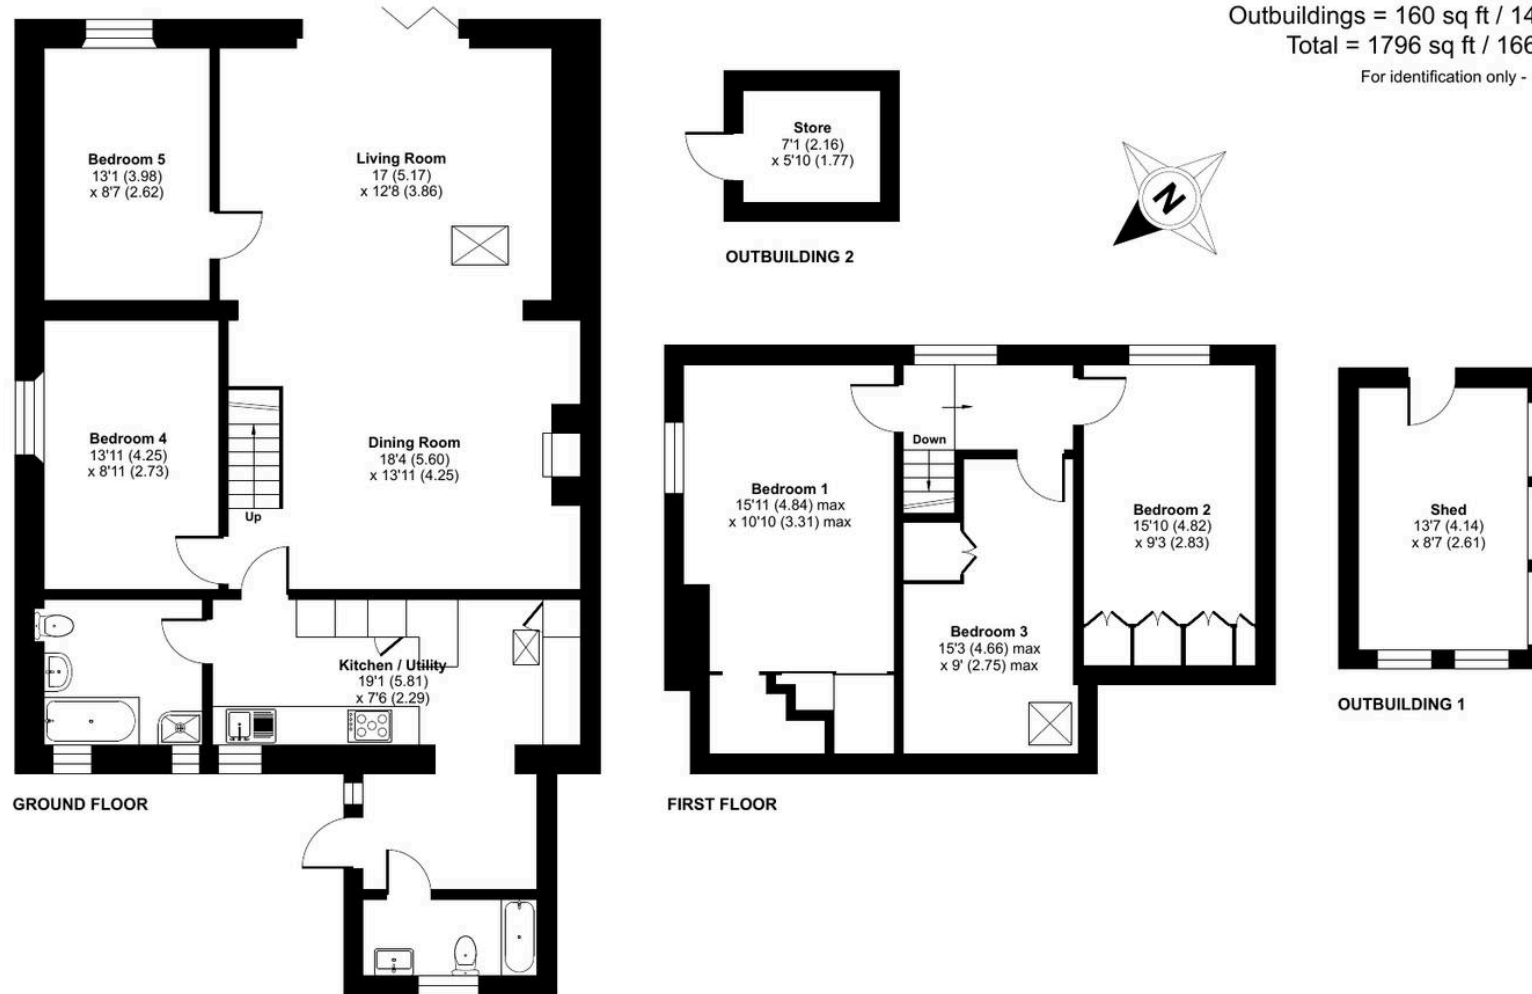 Outbuildings = 160 sq ft / 14
Total = 1796 sq ft / 166
For identification only -
Bedroom 5
13'1 (3.98)
x 8'7 (2.62)
Living Room
17 (5.17)
x 12'8 (3.86)
Store
7'1 (2.16)
x 5'10 (1.77)
OUTBUILDING 2
N
Bedroom 4
13'11 (4.25)
x 8'11 (2.73)
Up
Dining Room
18'4 (5.60)
x 13'11 (4.25)
Kitchen / Utility
19'1 (5.81)
x 7'6 (2.29)
GROUND FLOOR
Bedroom 1
15'11 (4.84) max
x 10'10 (3.31) max
Down
Bedroom 2
15'10 (4.82)
x 9'3 (2.83)
Bedroom 3
15'3 (4.66) max
x 9' (2.75) max
FIRST FLOOR
Shed
13'7 (4.14)
x 8'7 (2.61)
OUTBUILDING 1